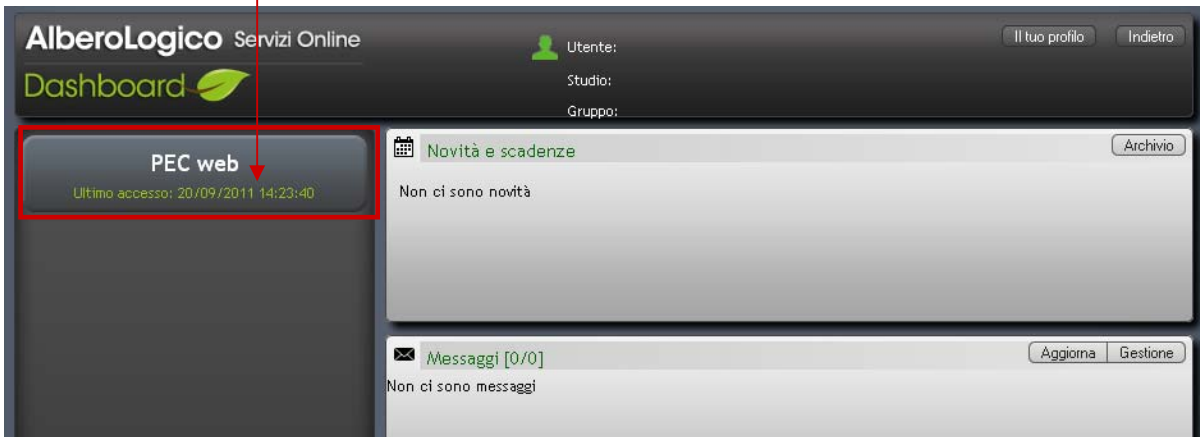 AlberoLogico Servizi Online
Dashboard
Utente:
Studio:
Gruppo:
Il tuo profilo
Indietro
PEC web
Ultimo accesso: 20/09/2011 14:23:40
Novità e scadenze
Archivio
Non ci sono novità
Messaggi [0/0]
Aggiorna
Gestione
Non ci sono messaggi